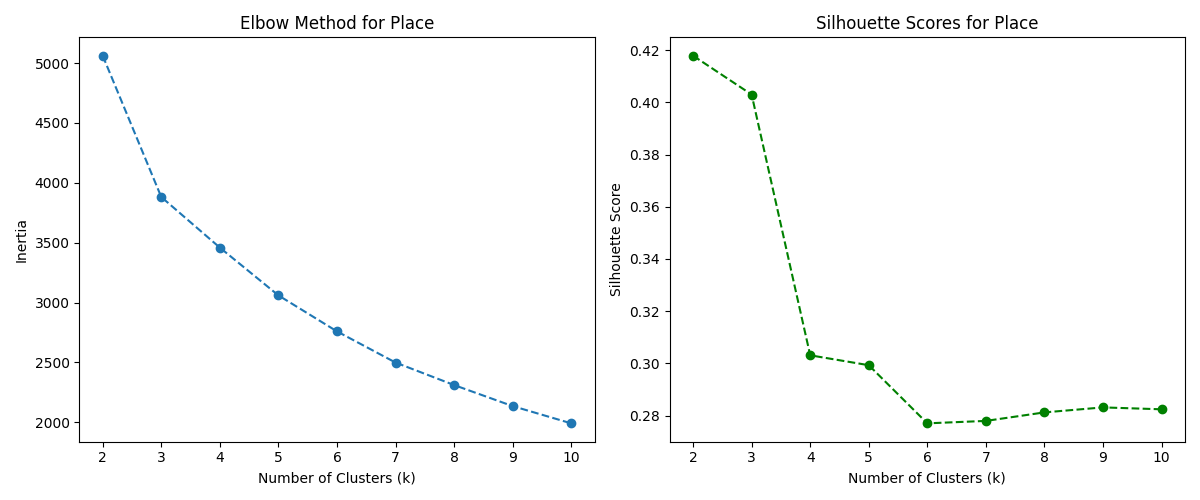 Elbow Method for Place
5000
4500
4000
3500
3000
2500
2000
Inertia
2 3 4 5 6 7 8 9 10
Number of Clusters (k)
Silhouette Scores for Place
0.42
0.40
0.38
0.36
0.34
0.32
0.30
0.28
Silhouette Score
2 3 4 5 6 7 8 9 10
Number of Clusters (k)